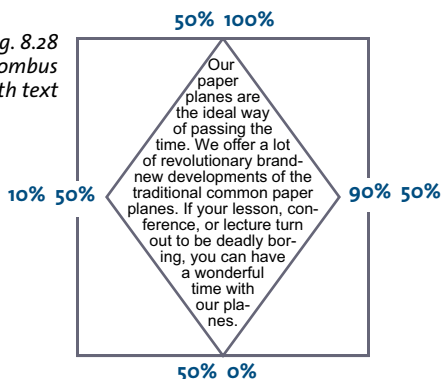 50% 100%
g. 8.28
ombus
th text
Our
paper
planes are
the ideal way
of passing the
time. We offer a lot
of revolutionary brand-
new developments of the
traditional common paper
planes. If your lesson, con-
ference, or lecture turn
out to be deadly bor-
ing, you can have
a wonderful
time with
our pla-
nes.
10% 50%
90% 50%
50% 0%